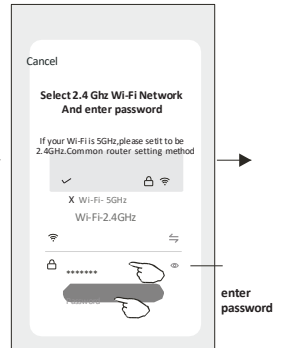 Cancel
Select 2.4 Ghz Wi-Fi Network
And enter password
If your Wi-Fi is 5GHz,please setit to be
2.4GHz.Common router setting method
X Wi-Fi- 5GHz
Wi-Fi-2.4GHz
*******
enter
password